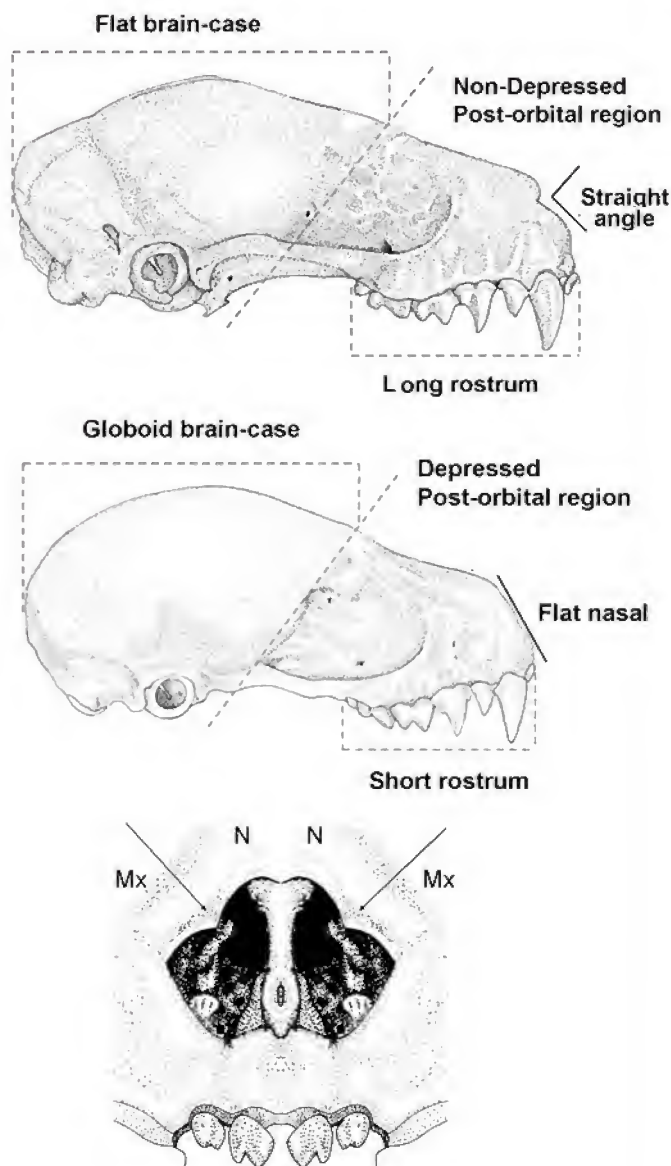 Flat brain-case
Non-Depressed
Post-orbital region
Straight
angle
Long rostrum
Globoid brain-case
Depressed
Post-orbital region
Flat nasal
Short rostrum
N N
Mx Mx